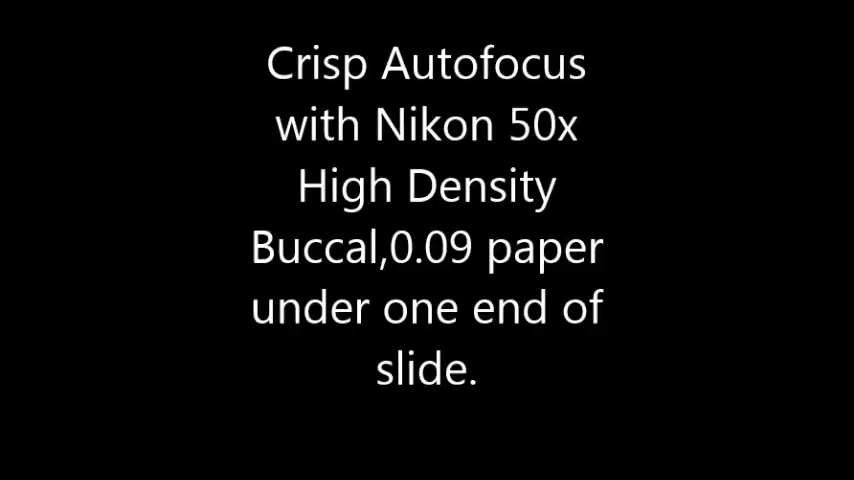 Crisp Autofocus
with Nikon 50x
High Density
Buccal,0.09 paper
under one end of
slide.